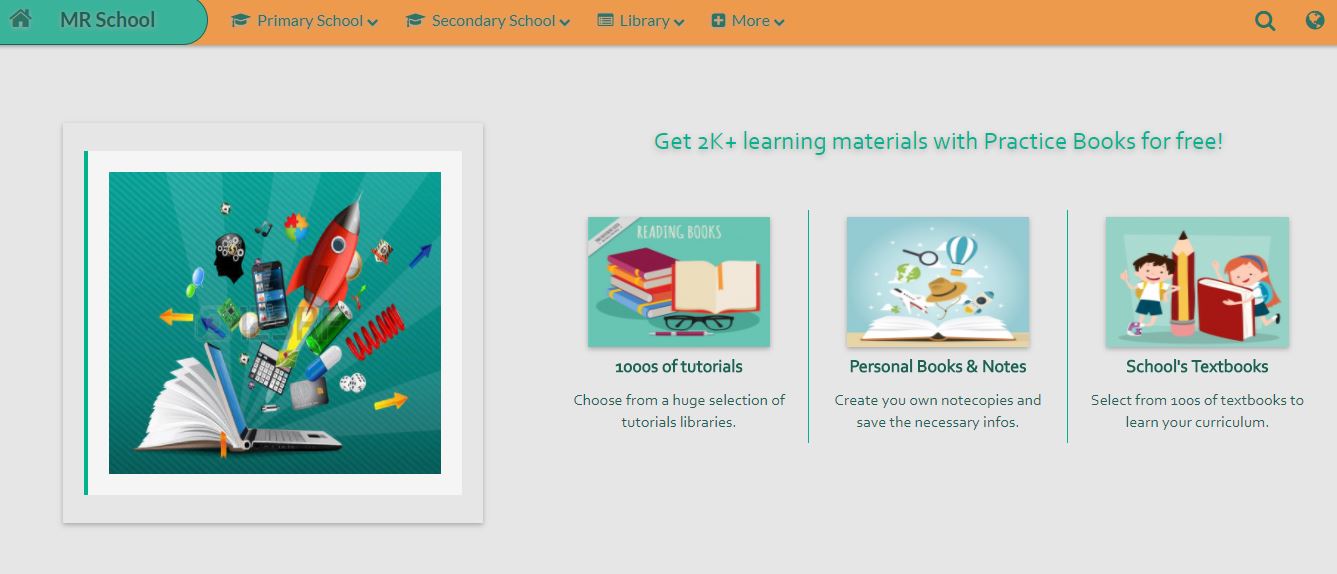 MR School
Primary School
Secondary School
Library
More
Get 2K+ learning materials with Practice Books for free!
READING BOOKS
1000s of tutorials
Choose from a huge selection of
tutorials libraries.
Personal Books & Notes
Create you own notecopies and
save the necessary infos.
School's Textbooks
Select from 100s of textbooks to
learn your curriculum.